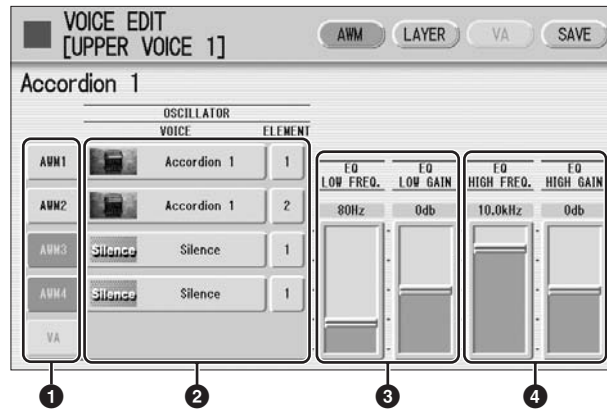 VOICE EDIT
[UPPER VOICE 1]
AWM LAYER VA SAVE
Accordion 1
OSCILLATOR
VOICE ELEMENT
EQ LOW FREQ. EQ LOW GAIN EQ HIGH FREQ. EQ HIGH GAIN
80Hz 0db 10.0kHz 0db
AWM1 Accordion 1 1
AWM2 Accordion 1 2
AWM3 Silence Silence 1
AWM4 Silence Silence 1
VA
1 2 3 4